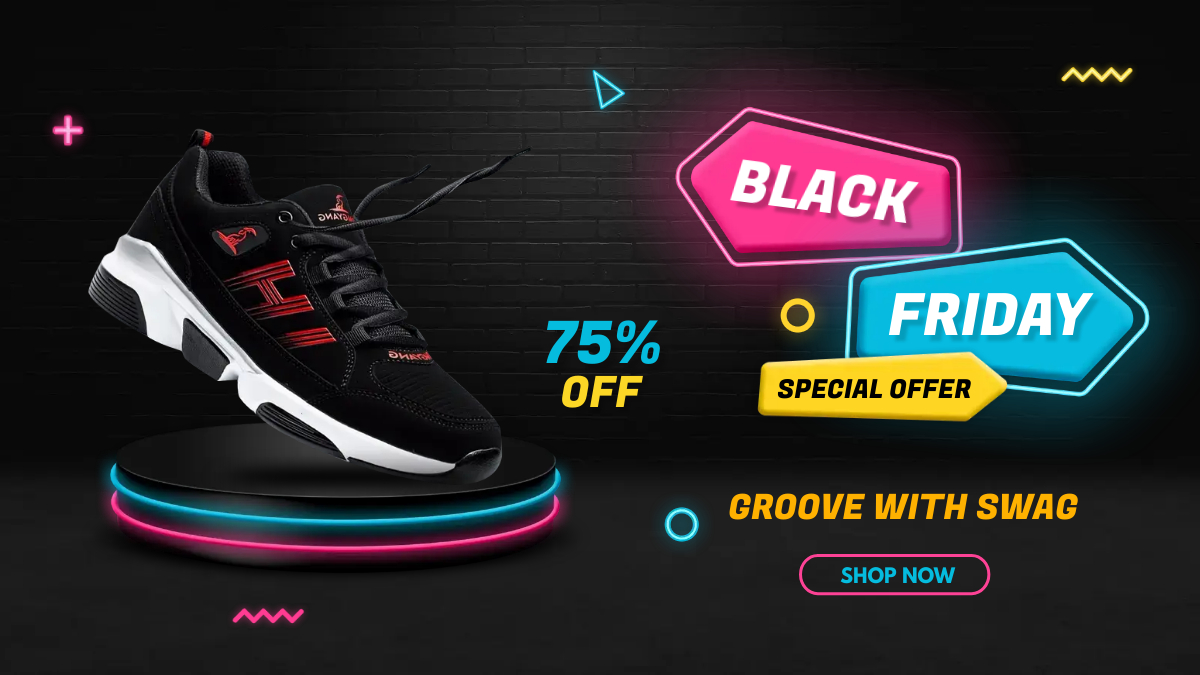 BLACK
FRIDAY
75%
OFF
SPECIAL OFFER
GROOVE WITH SWAG
SHOP NOW